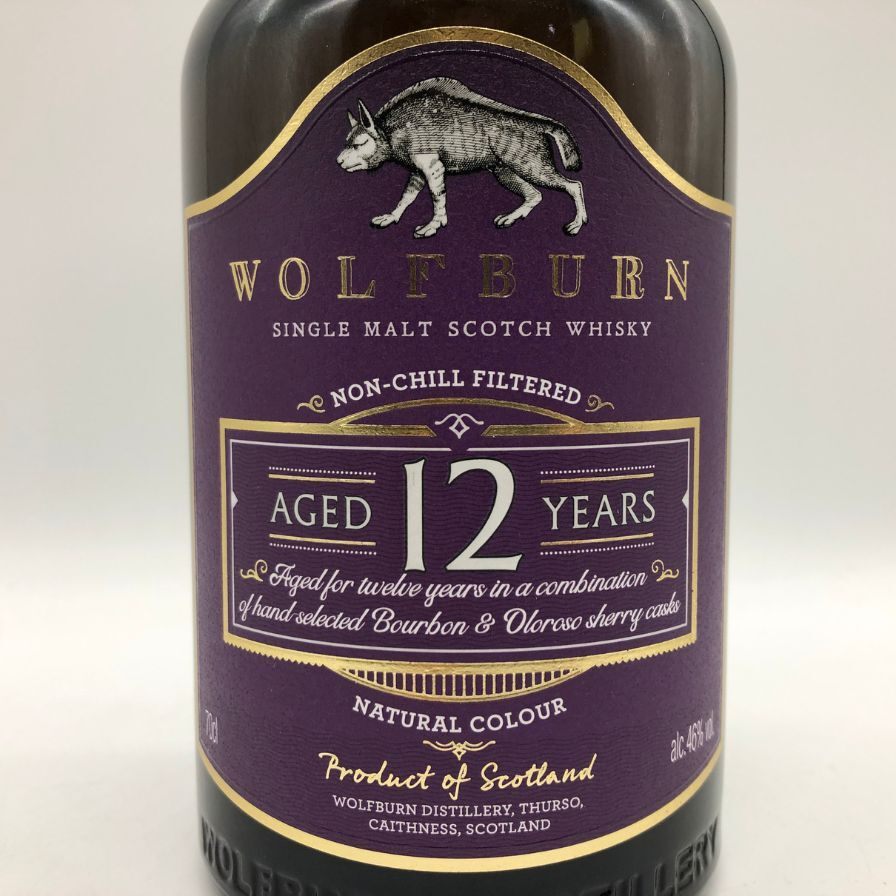 WOLFBURN
SINGLE MALT SCOTCH WHISKY
NON-CHILL FILTERED
AGED 12 YEARS
Aged for twelve years in a combination
of hand-selected Bourbon & Oloroso sherry casks
NATURAL COLOUR
70cl
alc. 46% vol.
Product of Scotland
WOLFBURN DISTILLERY, THURSO,
CAITHNESS, SCOTLAND